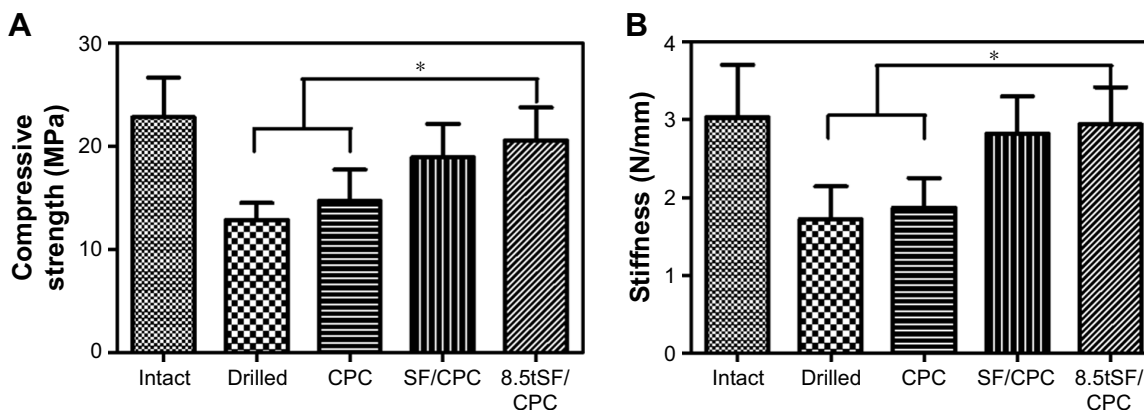 A
Compressive
strength (MPa)
30
20
10
0
*
Intact
Drilled
CPC
SF/CPC
8.5tSF/
CPC
B
Stiffness (N/mm)
4
3
2
1
0
*
Intact
Drilled
CPC
SF/CPC
8.5tSF/
CPC